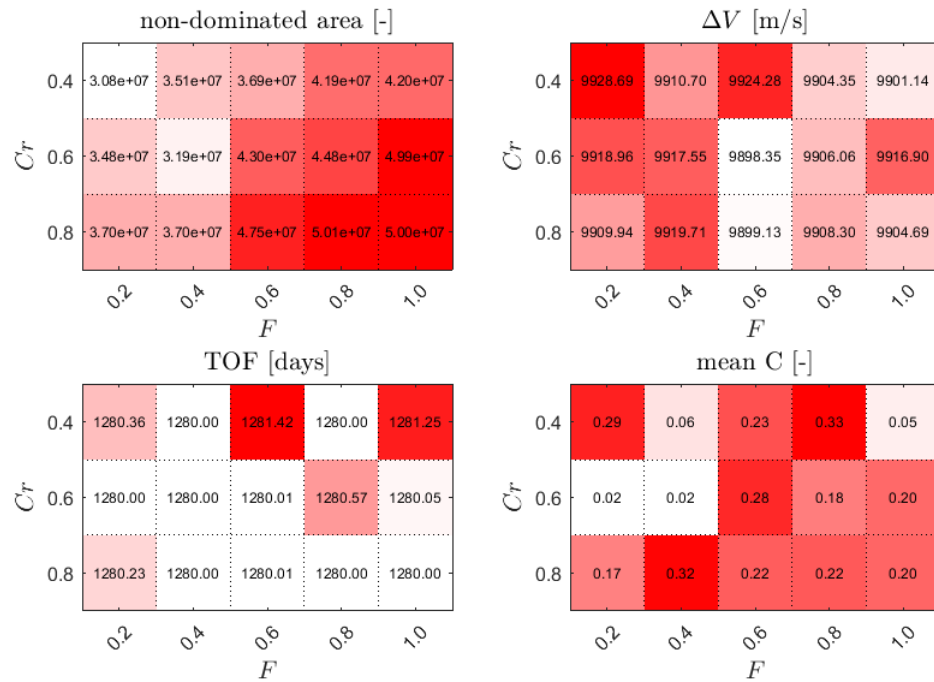 non-dominated area [-]
0.4 3.08e+07 3.51e+07 3.69e+07 4.19e+07 4.20e+07
Cr 0.6 3.48e+07 3.19e+07 4.30e+07 4.48e+07 4.99e+07
0.8 3.70e+07 3.70e+07 4.75e+07 5.01e+07 5.00e+07
0.2 0.4 0.6 0.8 1.0
F
ΔV [m/s]
0.4 9928.69 9910.70 9924.28 9904.35 9901.14
Cr 0.6 9918.96 9917.55 9898.35 9906.06 9916.90
0.8 9909.94 9919.71 9899.13 9908.30 9904.69
0.2 0.4 0.6 0.8 1.0
F
TOF [days]
0.4 1280.36 1280.00 1281.42 1280.00 1281.25
Cr 0.6 1280.00 1280.00 1280.01 1280.57 1280.05
0.8 1280.23 1280.00 1280.01 1280.00 1280.00
0.2 0.4 0.6 0.8 1.0
F
mean C [-]
0.4 0.29 0.06 0.23 0.33 0.05
Cr 0.6 0.02 0.02 0.28 0.18 0.20
0.8 0.17 0.32 0.22 0.22 0.20
0.2 0.4 0.6 0.8 1.0
F